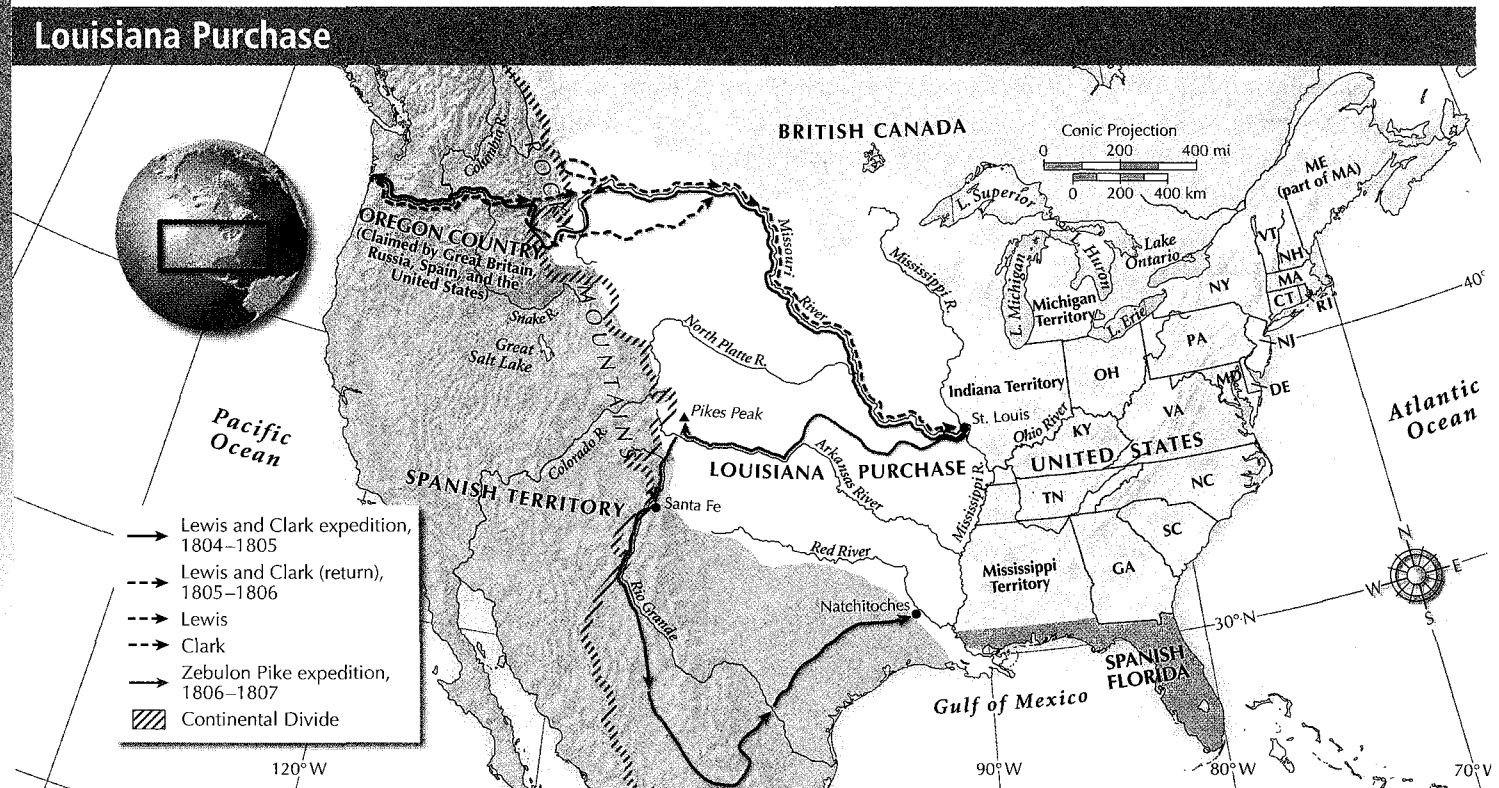 Louisiana Purchase
BRITISH CANADA
Conic Projection
0 200 400 mi
0 200 400 km
ME
(part of MA)
Columbia R.
ROCKY
MOUNTAINS
OREGON COUNTRY
(Claimed by Great Britain,
Russia, Spain, and the
United States)
Snake R.
Great
Salt Lake
Missouri
River
North Platte R.
Mississippi R.
L. Superior
L. Michigan
L. Huron
Lake
Ontario
L. Erie
Michigan
Territory
VT
NH
MA
CT
RI
NY
PA
NJ
MD
DE
OH
Indiana Territory
VA
40°
Pacific
Ocean
Atlantic
Ocean
Pikes Peak
St. Louis
Ohio River
KY
UNITED STATES
Colorado R.
LOUISIANA PURCHASE
Arkansas River
SPANISH TERRITORY
Santa Fe
Mississippi R.
TN
NC
SC
Red River
Mississippi
Territory
GA
Rio Grande
Natchitoches
30°N
SPANISH
FLORIDA
Gulf of Mexico
N
W
E
S
Lewis and Clark expedition,
1804–1805
Lewis and Clark (return),
1805–1806
Lewis
Clark
Zebulon Pike expedition,
1806–1807
Continental Divide
120°W
90°W
80°W
70°W